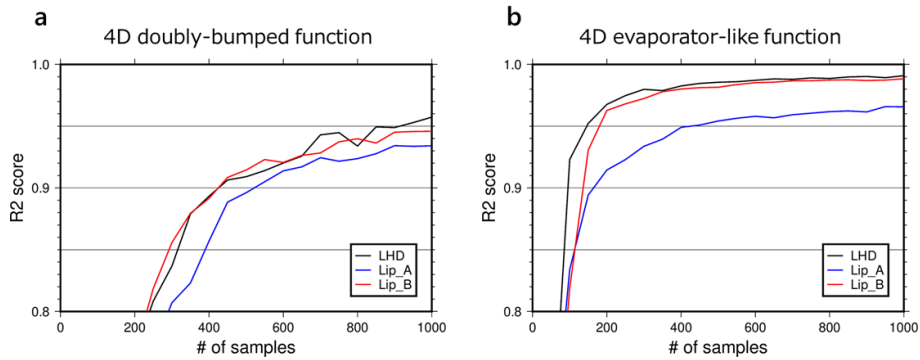 a
4D doubly-bumped function
1.0
0.9
0.8
R2 score
0
200
400
600
800
1000
# of samples
LHD
Lip_A
Lip_B
b
4D evaporator-like function
1.0
0.9
0.8
R2 score
0
200
400
600
800
1000
# of samples
LHD
Lip_A
Lip_B